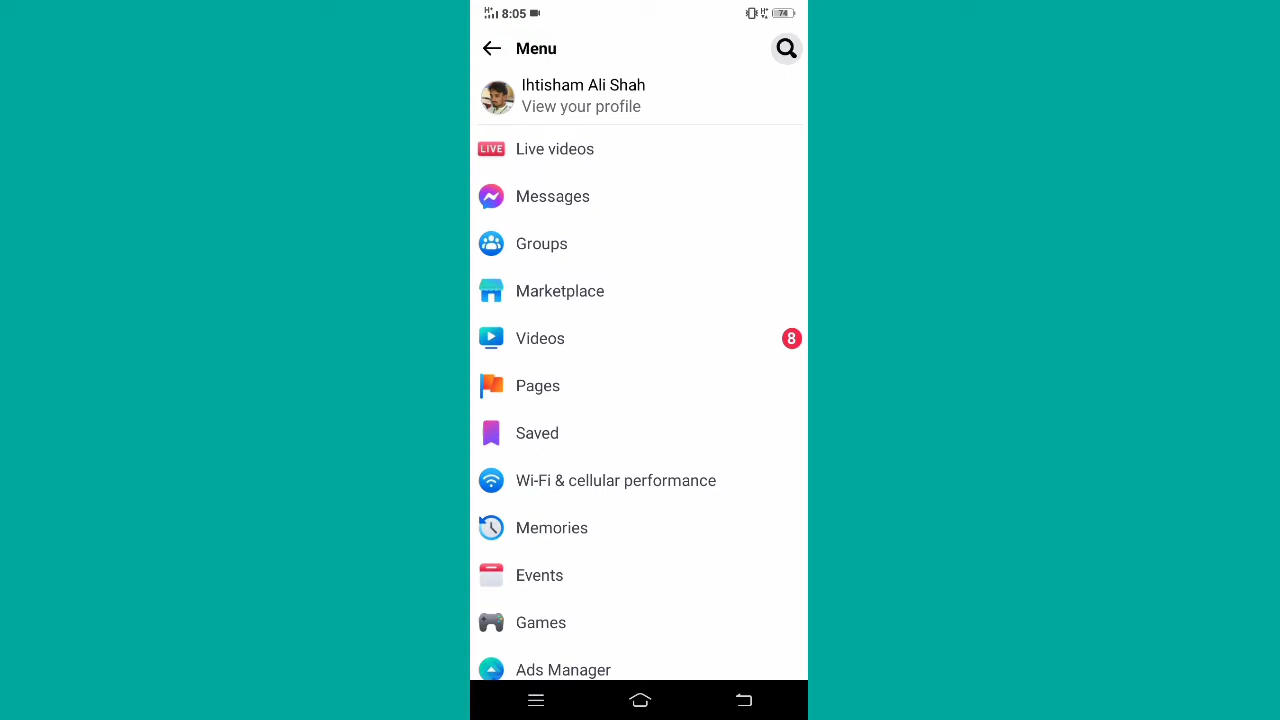 8:05
74
Menu
Ihtisham Ali Shah
View your profile
LIVE Live videos
Messages
Groups
Marketplace
Videos 8
Pages
Saved
Wi-Fi & cellular performance
Memories
Events
Games
Ads Manager